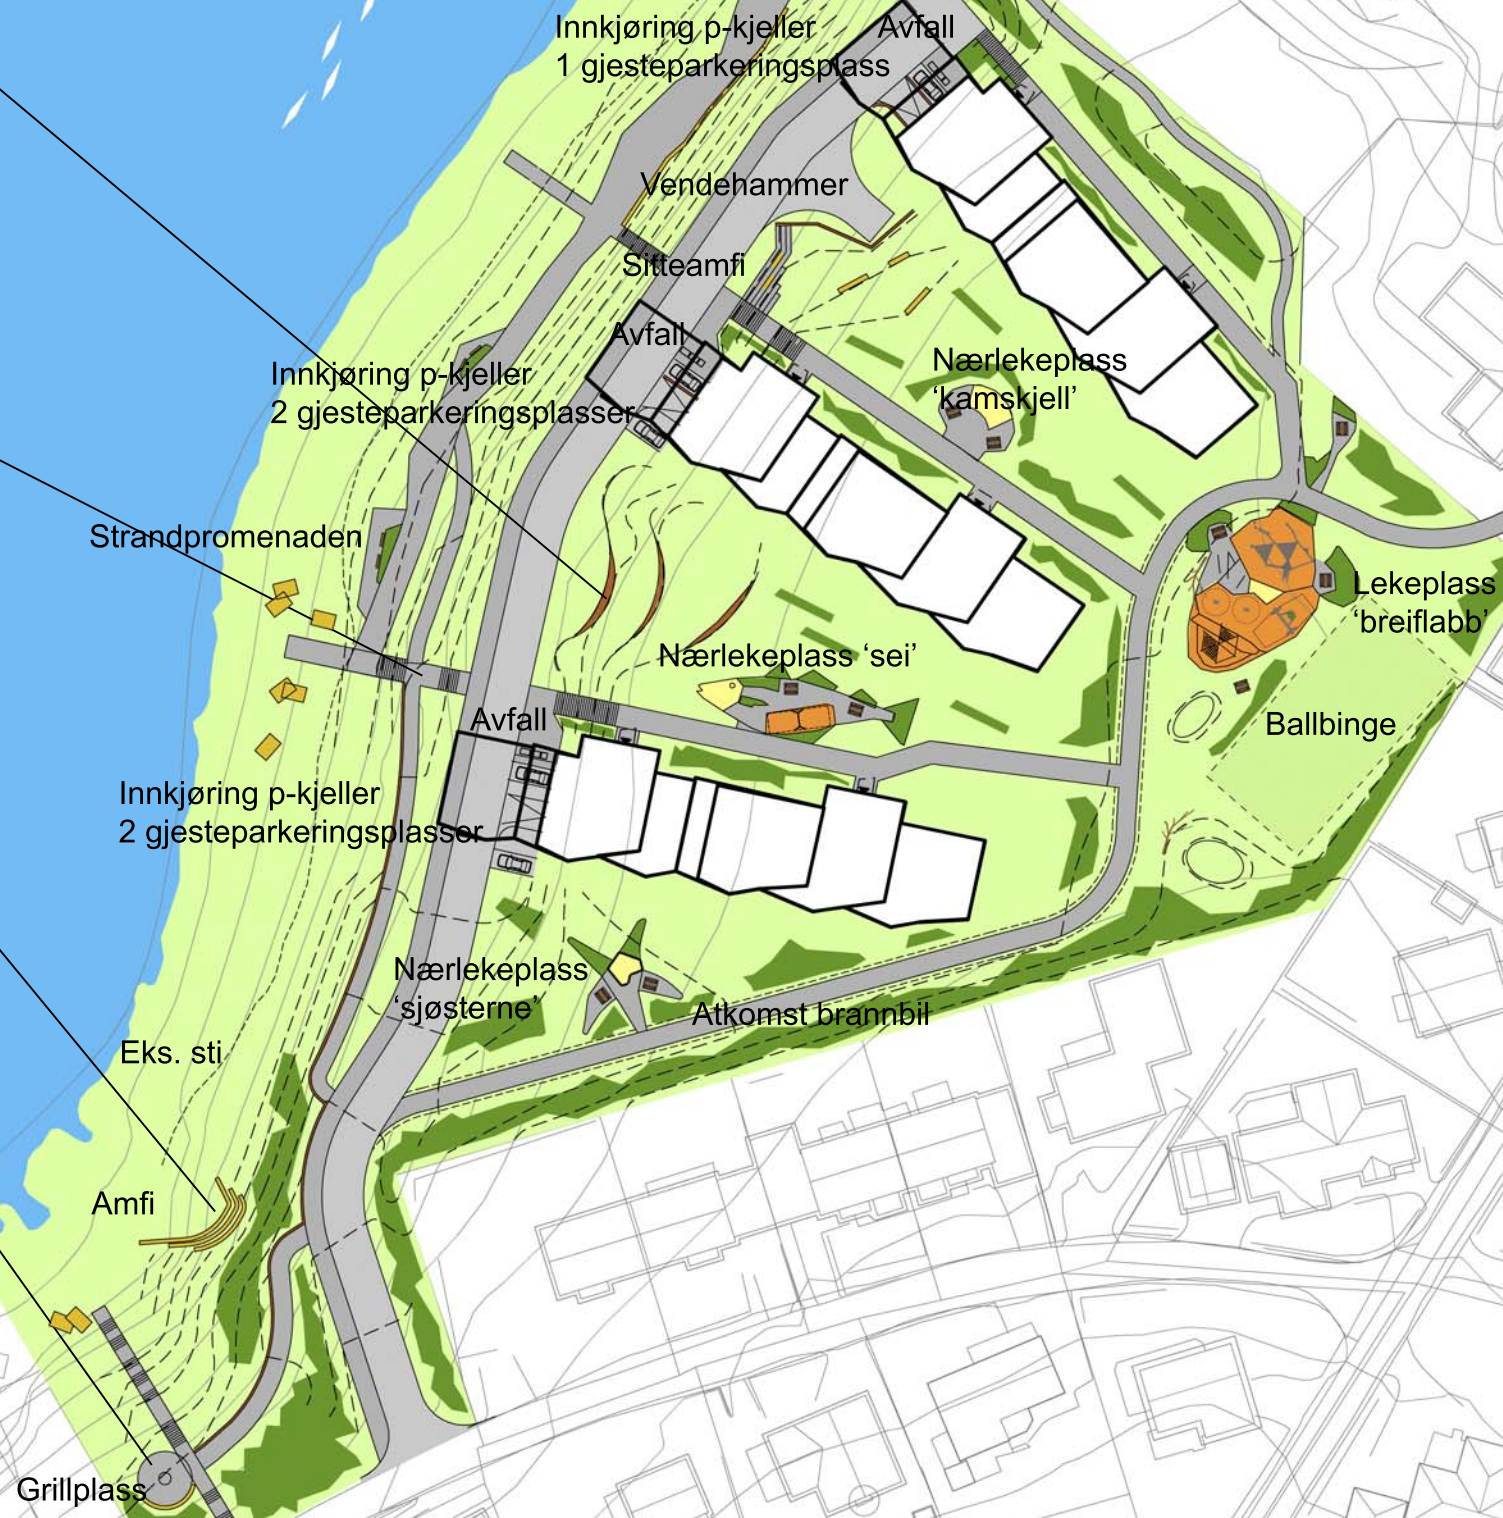 Innkjøring p-kjeller
1 gjesteparkeringsplass
Avfall
Vendehammer
Sitteamfi
Avfall
Innkjøring p-kjeller
2 gjesteparkeringsplasser
Nærlekeplass
‘kamskjell’
Strandpromenaden
Lekeplass
‘breiflabb’
Nærlekeplass ‘sei’
Avfall
Ballbinge
Innkjøring p-kjeller
2 gjesteparkeringsplasser
Nærlekeplass
‘sjøsterne’
Atkomst brannbil
Eks. sti
Amfi
Grillplass